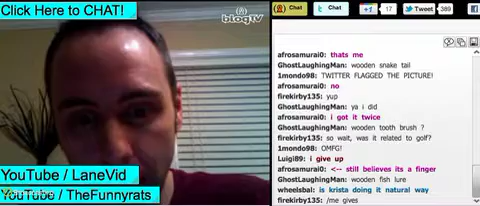 Click Here to CHAT!
blogTV
YouTube / LaneVid
YouTube / TheFunnyrats
Chat
Chat
+1
17
Tweet
389
afrosamurai0: thats me
GhostLaughingMan: wooden snake tail
1mondo98: TWITTER FLAGGED THE PICTURE!
afrosamurai0: no
firekirby135: yup
GhostLaughingMan: ya i did
afrosamurai0: i got it twice
GhostLaughingMan: wooden tooth brush ?
firekirby135: so wait, was it related to golf?
1mondo98: OMFG!
Luigi89: i give up
afrosamurai0: <-- still believes its a finger
GhostLaughingMan: wooden fish lure
wheelsbal: is krista doing it natural way
firekirby135: /me gives